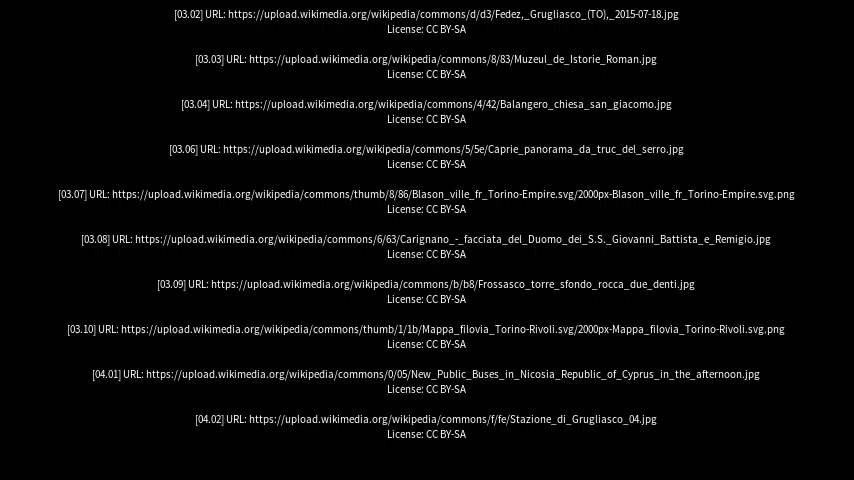 [03.02] URL: https://upload.wikimedia.org/wikipedia/commons/d/d3/Fedez,_Grugliasco_(TO),_2015-07-18.jpg
License: CC BY-SA
[03.03] URL: https://upload.wikimedia.org/wikipedia/commons/8/83/Muzeul_de_Istorie_Roman.jpg
License: CC BY-SA
[03.04] URL: https://upload.wikimedia.org/wikipedia/commons/4/42/Balangero_chiesa_san_giacomo.jpg
License: CC BY-SA
[03.06] URL: https://upload.wikimedia.org/wikipedia/commons/5/5e/Caprie_panorama_da_truc_del_serro.jpg
License: CC BY-SA
[03.07] URL: https://upload.wikimedia.org/wikipedia/commons/thumb/8/86/Blason_ville_fr_Torino-Empire.svg/2000px-Blason_ville_fr_Torino-Empire.svg.png
License: CC BY-SA
[03.08] URL: https://upload.wikimedia.org/wikipedia/commons/6/63/Carignano_-_facciata_del_Duomo_dei_S.S._Giovanni_Battista_e_Remigio.jpg
License: CC BY-SA
[03.09] URL: https://upload.wikimedia.org/wikipedia/commons/b/b8/Frossasco_torre_sfondo_rocca_due_denti.jpg
License: CC BY-SA
[03.10] URL: https://upload.wikimedia.org/wikipedia/commons/thumb/1/1b/Mappa_filovia_Torino-Rivoli.svg/2000px-Mappa_filovia_Torino-Rivoli.svg.png
License: CC BY-SA
[04.01] URL: https://upload.wikimedia.org/wikipedia/commons/0/05/New_Public_Buses_in_Nicosia_Republic_of_Cyprus_in_the_afternoon.jpg
License: CC BY-SA
[04.02] URL: https://upload.wikimedia.org/wikipedia/commons/f/fe/Stazione_di_Grugliasco_04.jpg
License: CC BY-SA